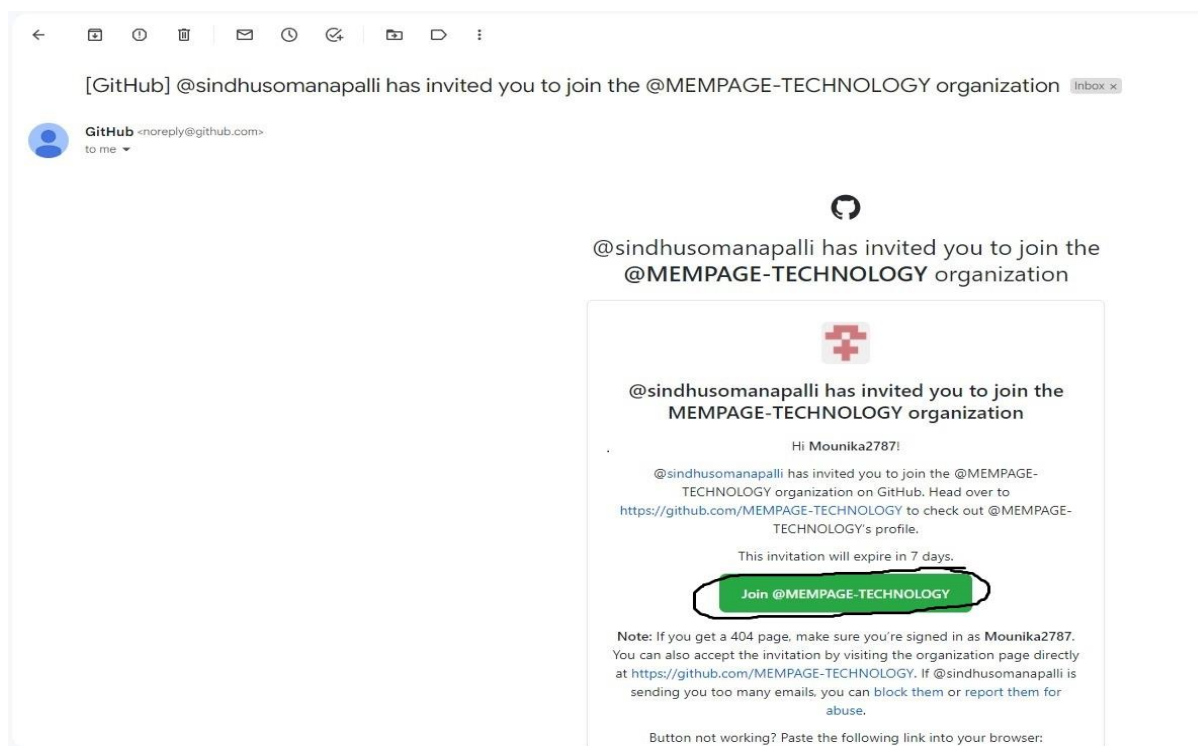 [GitHub] @sindhusomanapalli has invited you to join the @MEMPAGE-TECHNOLOGY organization Inbox x
GitHub <noreply@github.com>
to me
@sindhusomanapalli has invited you to join the
@MEMPAGE-TECHNOLOGY organization
@sindhusomanapalli has invited you to join the
MEMPAGE-TECHNOLOGY organization
Hi Mounika2787!
@sindhusomanapalli has invited you to join the @MEMPAGE-
TECHNOLOGY organization on GitHub. Head over to
https://github.com/MEMPAGE-TECHNOLOGY to check out @MEMPAGE-
TECHNOLOGY's profile.
This invitation will expire in 7 days.
Join @MEMPAGE-TECHNOLOGY
Note: If you get a 404 page, make sure you're signed in as Mounika2787.
You can also accept the invitation by visiting the organization page directly
at https://github.com/MEMPAGE-TECHNOLOGY. If @sindhusomanapalli is
sending you too many emails, you can block them or report them for
abuse.
Button not working? Paste the following link into your browser: